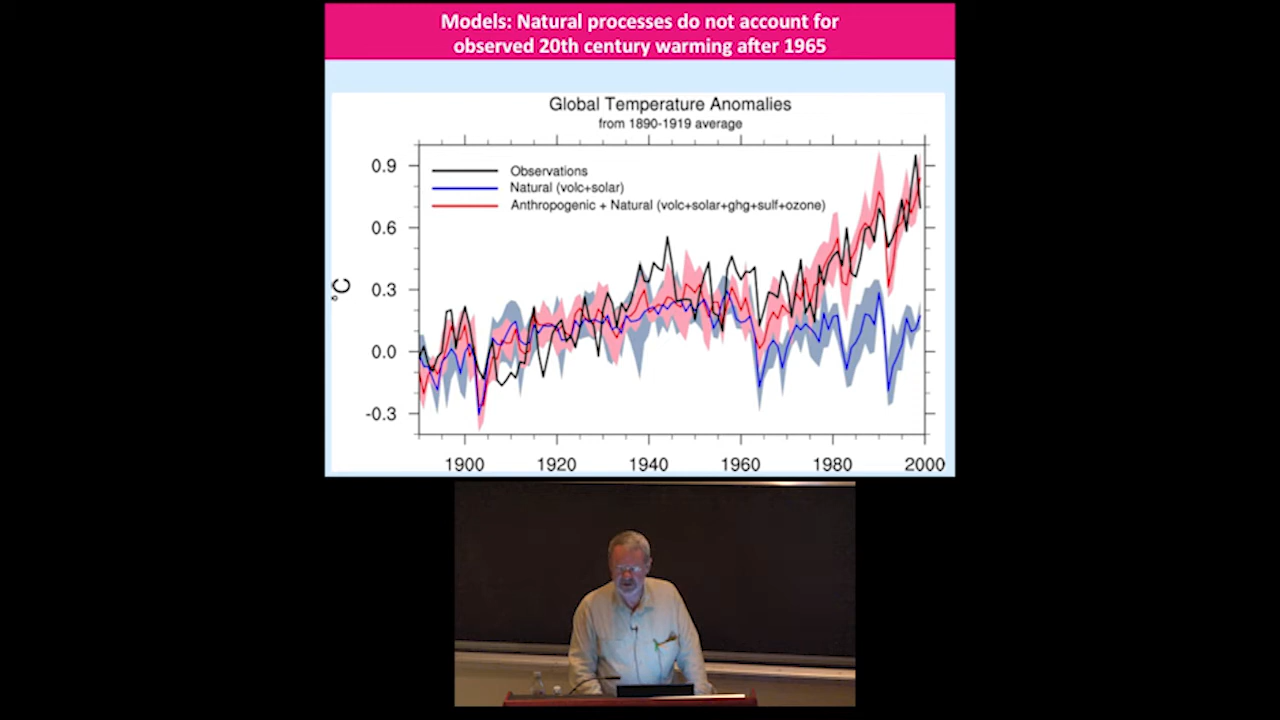 Models: Natural processes do not account for
observed 20th century warming after 1965
Global Temperature Anomalies
from 1890-1919 average
Observations
Natural (volc+solar)
Anthropogenic + Natural (volc+solar+ghg+sulf+ozone)
°C
0.9
0.6
0.3
0.0
-0.3
1900 1920 1940 1960 1980 2000